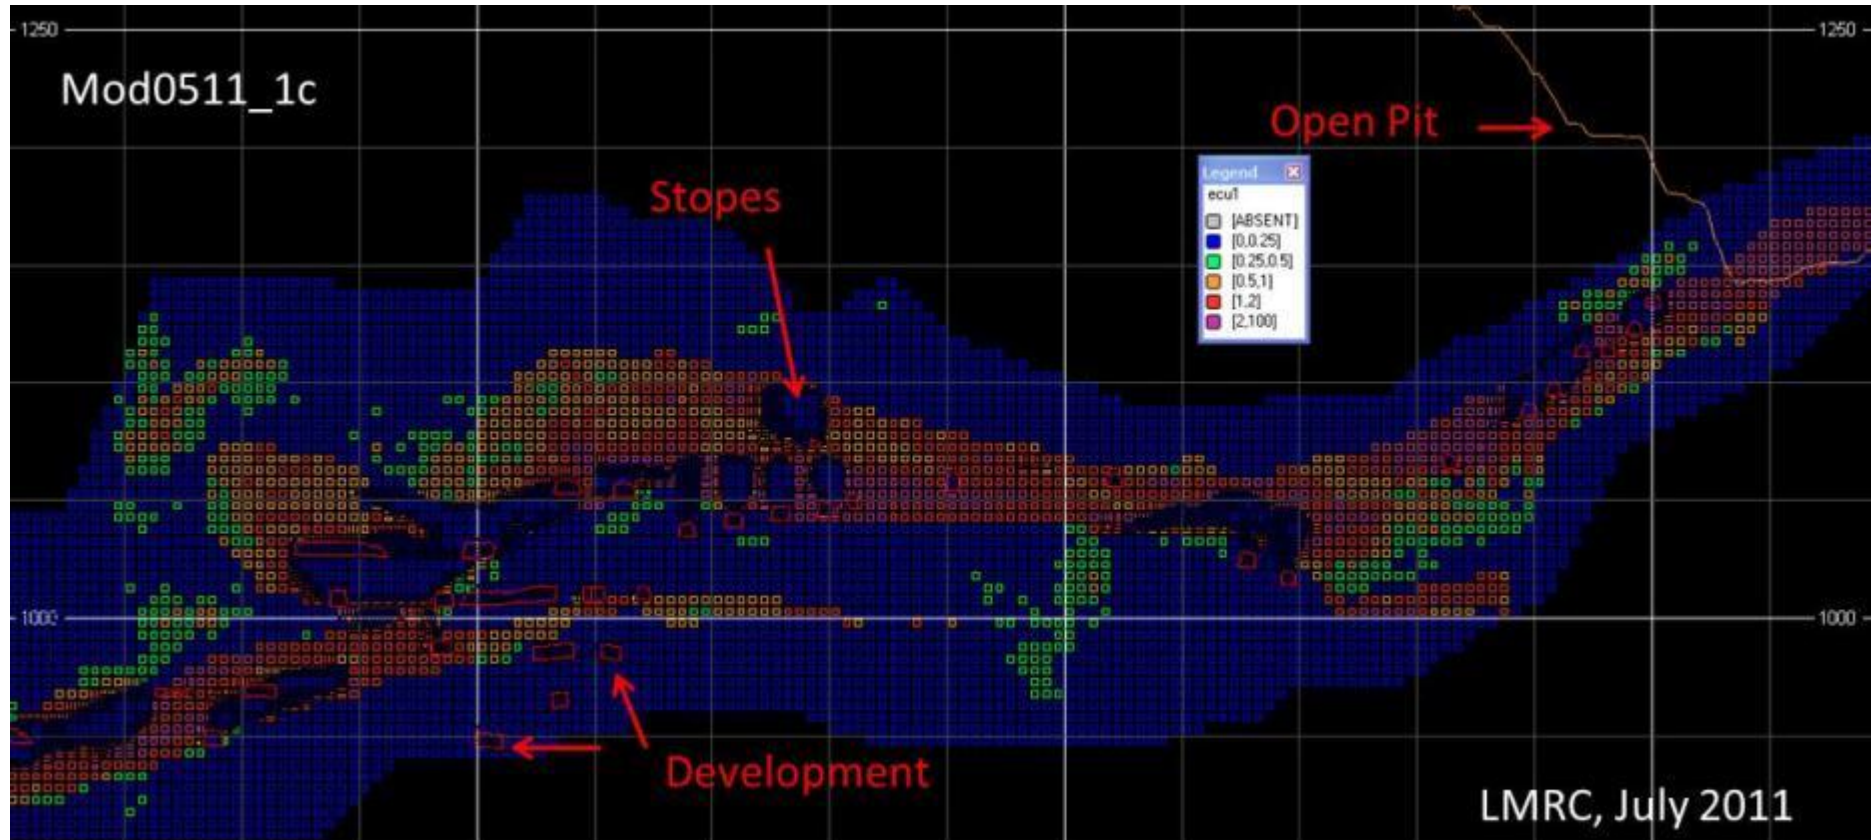 1250
1250
Mod0511_1c
Open Pit
Stopes
Legend
ecu1
[ABSENT]
[0,0.25]
[0.25,0.5]
[0.5,1]
[1,2]
[2,100]
1000
1000
Development
LMRC, July 2011